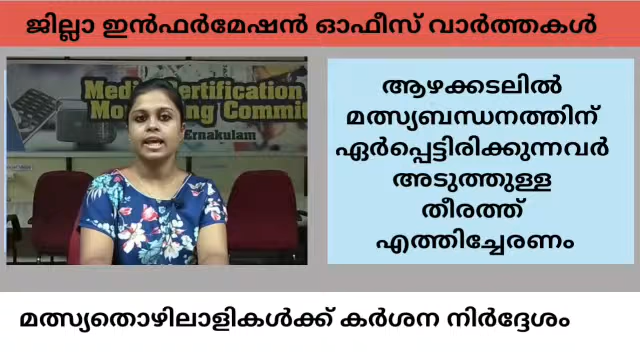 ജില്ലാ ഇൻഫർമേഷൻ ഓഫീസ് വാർത്തകൾ
Certification
Ernakulam
ആഴക്കടലിൽ
മത്സ്യബന്ധനത്തിന്
ഏർപ്പെട്ടിരിക്കുന്നവർ
അടുത്തുള്ള
തീരത്ത്
എത്തിച്ചേരണം
മത്സ്യതൊഴിലാളികൾക്ക് കർശന നിർദ്ദേശം